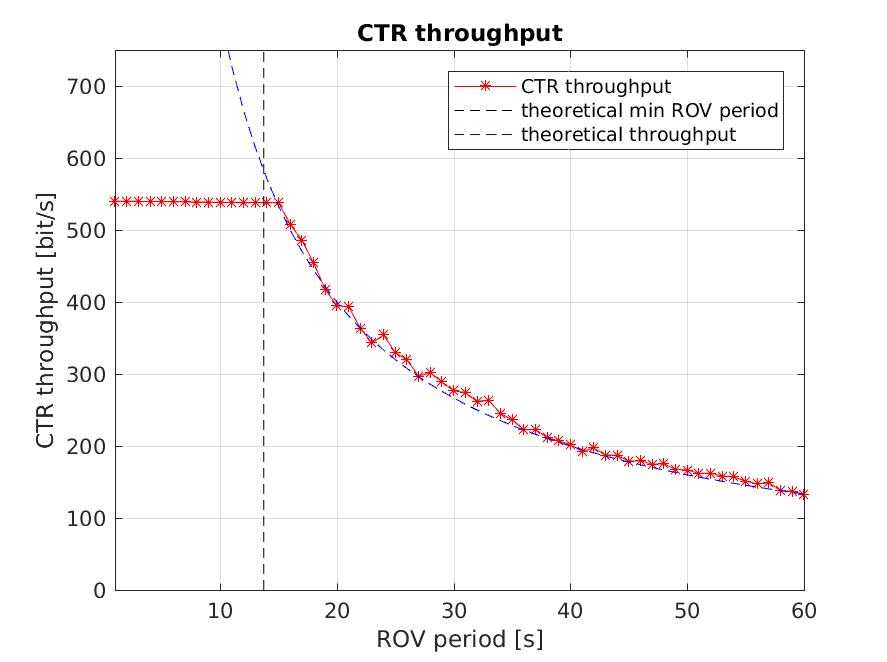 CTR throughput
CTR throughput
theoretical min ROV period
theoretical throughput
CTR throughput [bit/s]
700
600
500
400
300
200
100
0
10 20 30 40 50 60
ROV period [s]